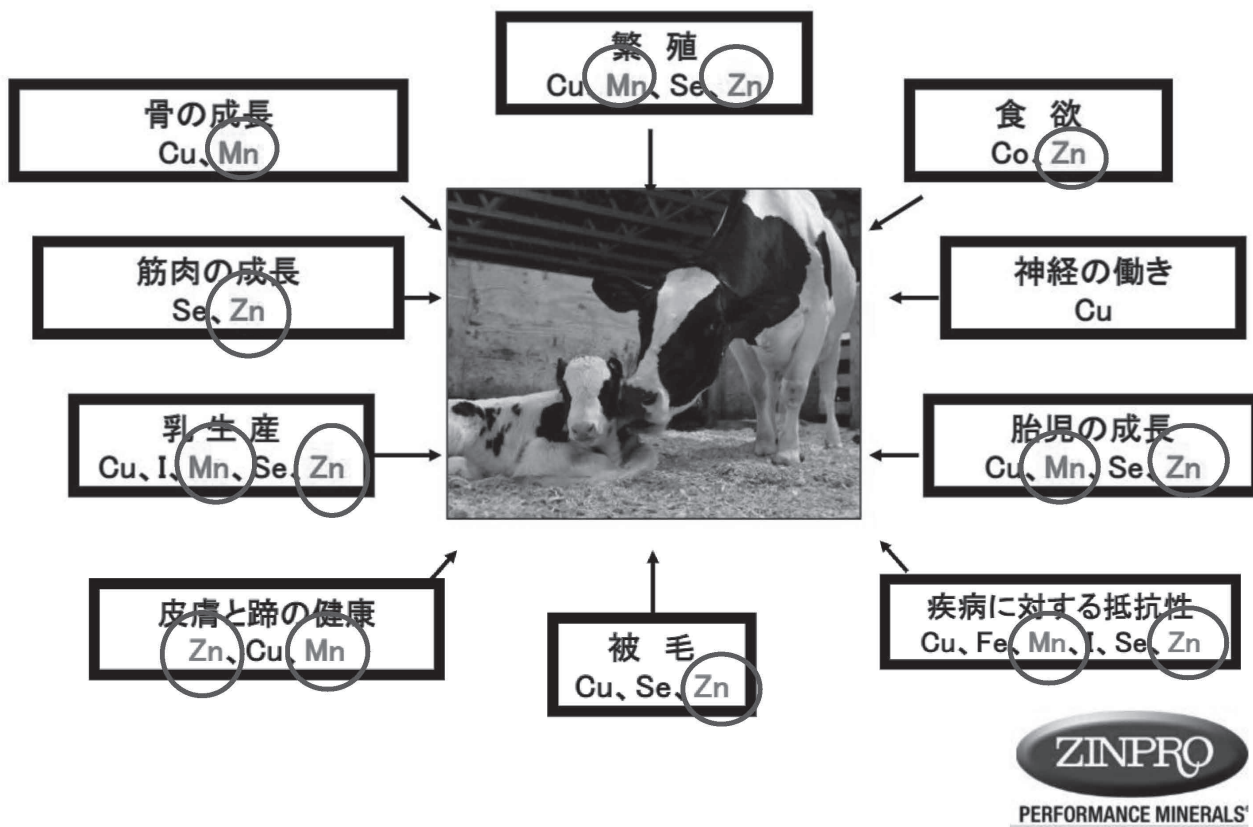 繁 殖
Cu、Mn、Se、Zn
骨の成長
Cu、Mn
食 欲
Co、Zn
筋肉の成長
Se、Zn
神経の働き
Cu
乳 生 産
Cu、I、Mn、Se、Zn
胎児の成長
Cu、Mn、Se、Zn
皮膚と蹄の健康
Zn、Cu、Mn
被 毛
Cu、Se、Zn
疾病に対する抵抗性
Cu、Fe、Mn、I、Se、Zn
ZINPRO
PERFORMANCE MINERALS